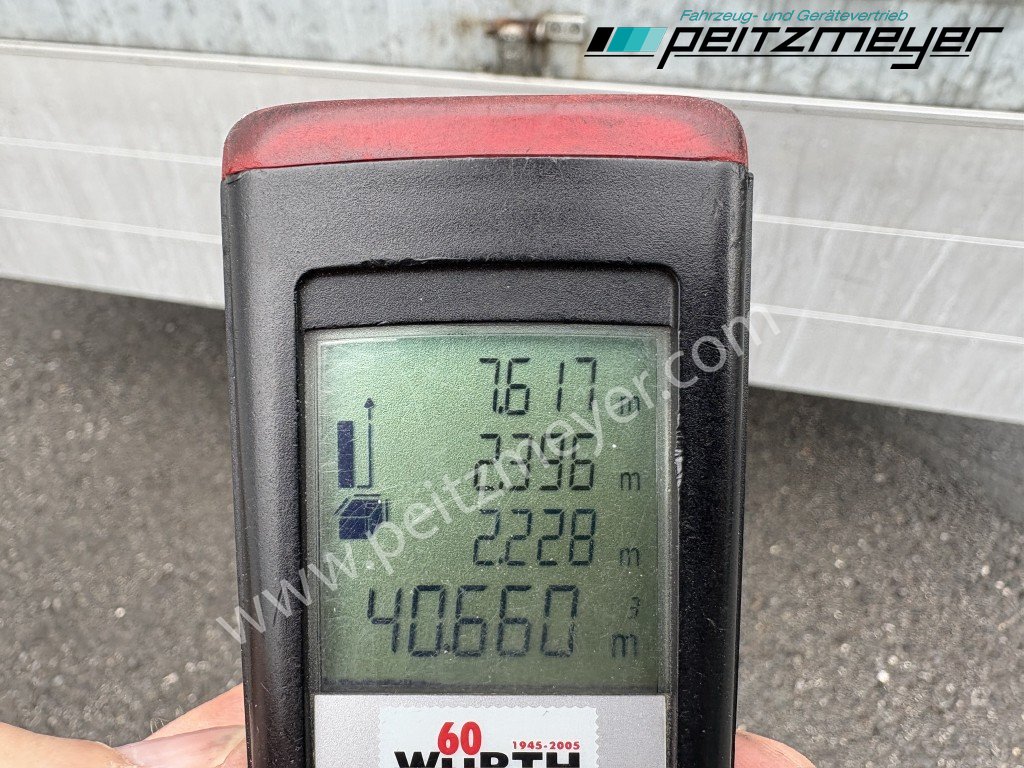 Fahrzeug- und Gerätevertrieb
peitzmeyer
7.617 m
2.396 m
2.228 m
40.660 m³
www.peitzmeyer.com
60
1945-2005
WÜRTH